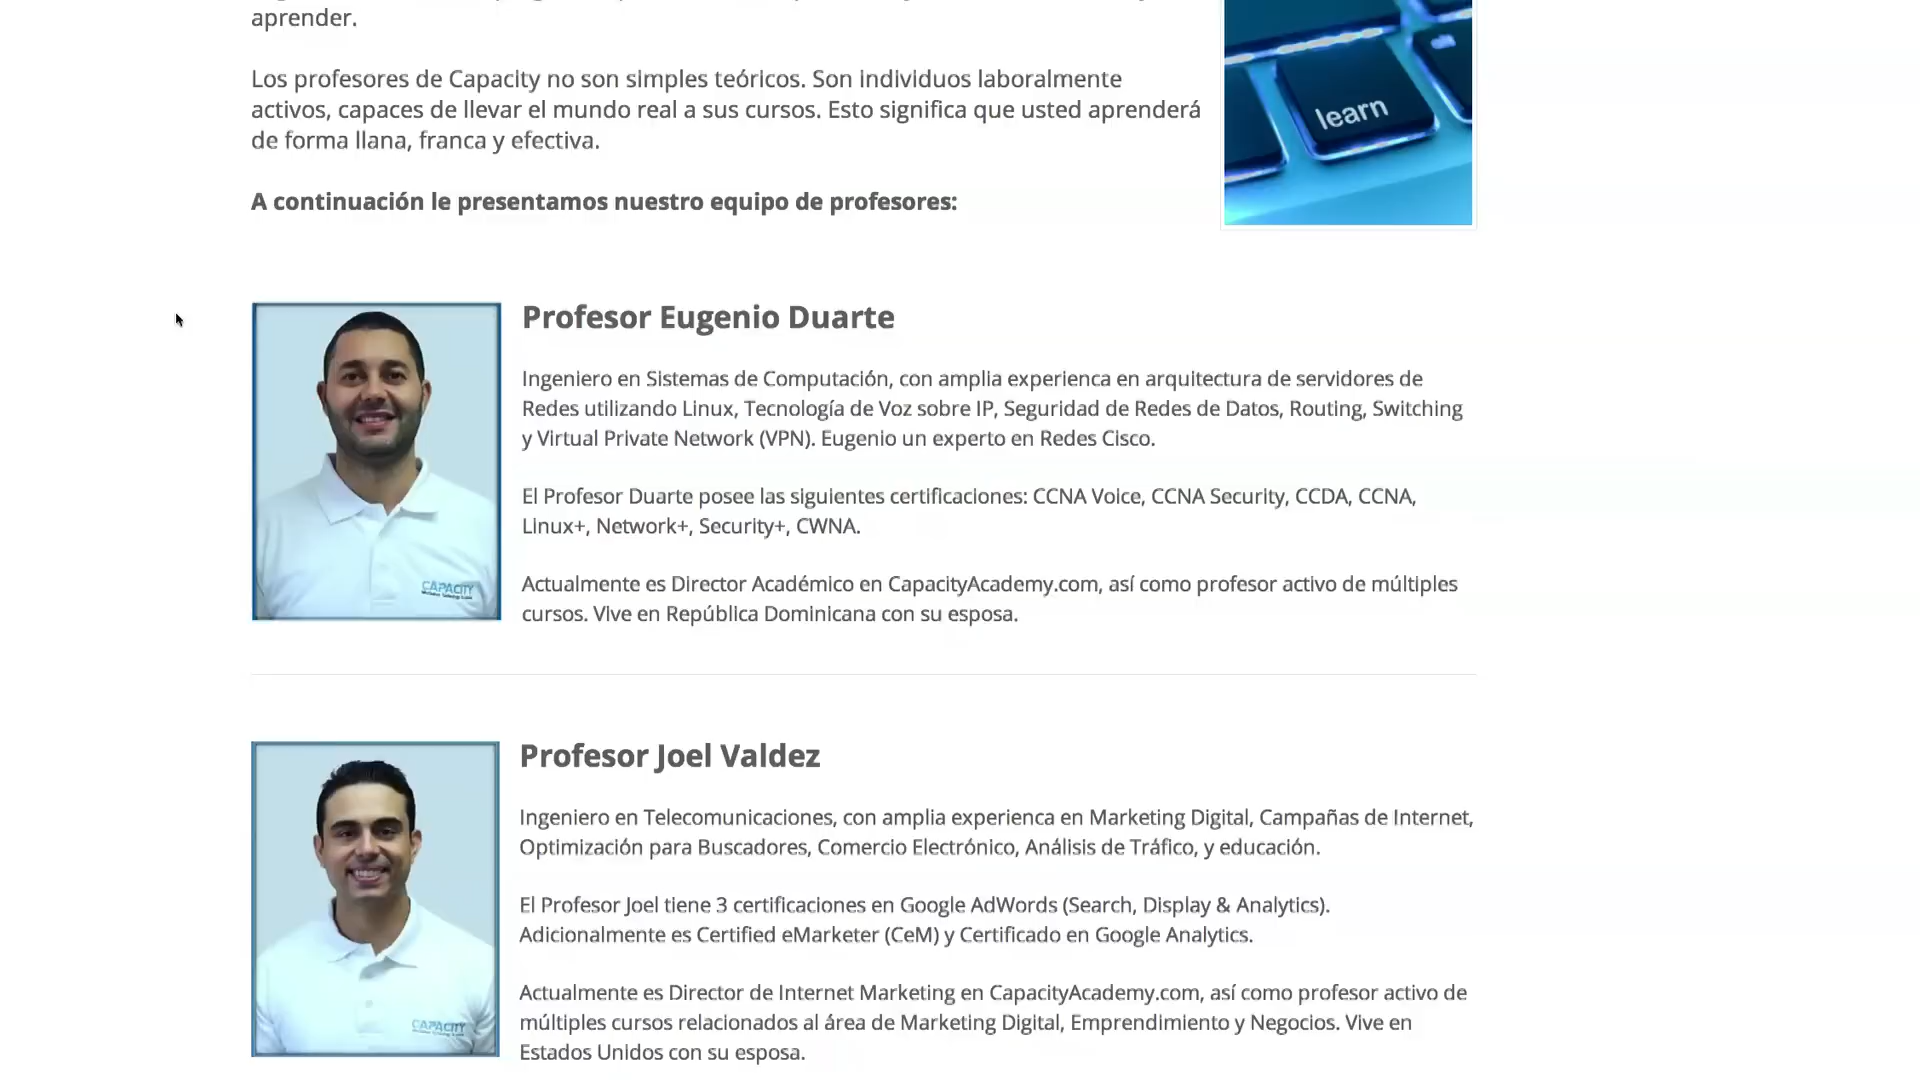 aprender.
Los profesores de Capacity no son simples teóricos. Son individuos laboralmente
activos, capaces de llevar el mundo real a sus cursos. Esto significa que usted aprenderá
de forma llana, franca y efectiva.
learn
A continuación le presentamos nuestro equipo de profesores:
Profesor Eugenio Duarte
Ingeniero en Sistemas de Computación, con amplia experienca en arquitectura de servidores de
Redes utilizando Linux, Tecnología de Voz sobre IP, Seguridad de Redes de Datos, Routing, Switching
y Virtual Private Network (VPN). Eugenio un experto en Redes Cisco.
El Profesor Duarte posee las siguientes certificaciones: CCNA Voice, CCNA Security, CCDA, CCNA,
Linux+, Network+, Security+, CWNA.
CAPACITY
Actualmente es Director Académico en CapacityAcademy.com, así como profesor activo de múltiples
cursos. Vive en República Dominicana con su esposa.
Profesor Joel Valdez
Ingeniero en Telecomunicaciones, con amplia experienca en Marketing Digital, Campañas de Internet,
Optimización para Buscadores, Comercio Electrónico, Análisis de Tráfico, y educación.
El Profesor Joel tiene 3 certificaciones en Google AdWords (Search, Display & Analytics).
Adicionalmente es Certified eMarketer (CeM) y Certificado en Google Analytics.
CAPACITY
Actualmente es Director de Internet Marketing en CapacityAcademy.com, así como profesor activo de
múltiples cursos relacionados al área de Marketing Digital, Emprendimiento y Negocios. Vive en
Estados Unidos con su esposa.